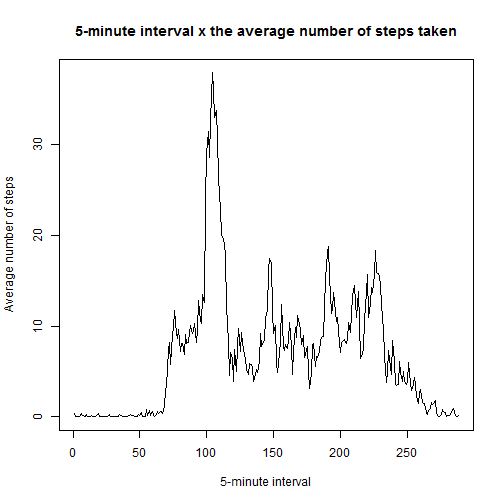 5-minute interval x the average number of steps taken
Average number of steps
30
20
10
0
0 50 100 150 200 250
5-minute interval